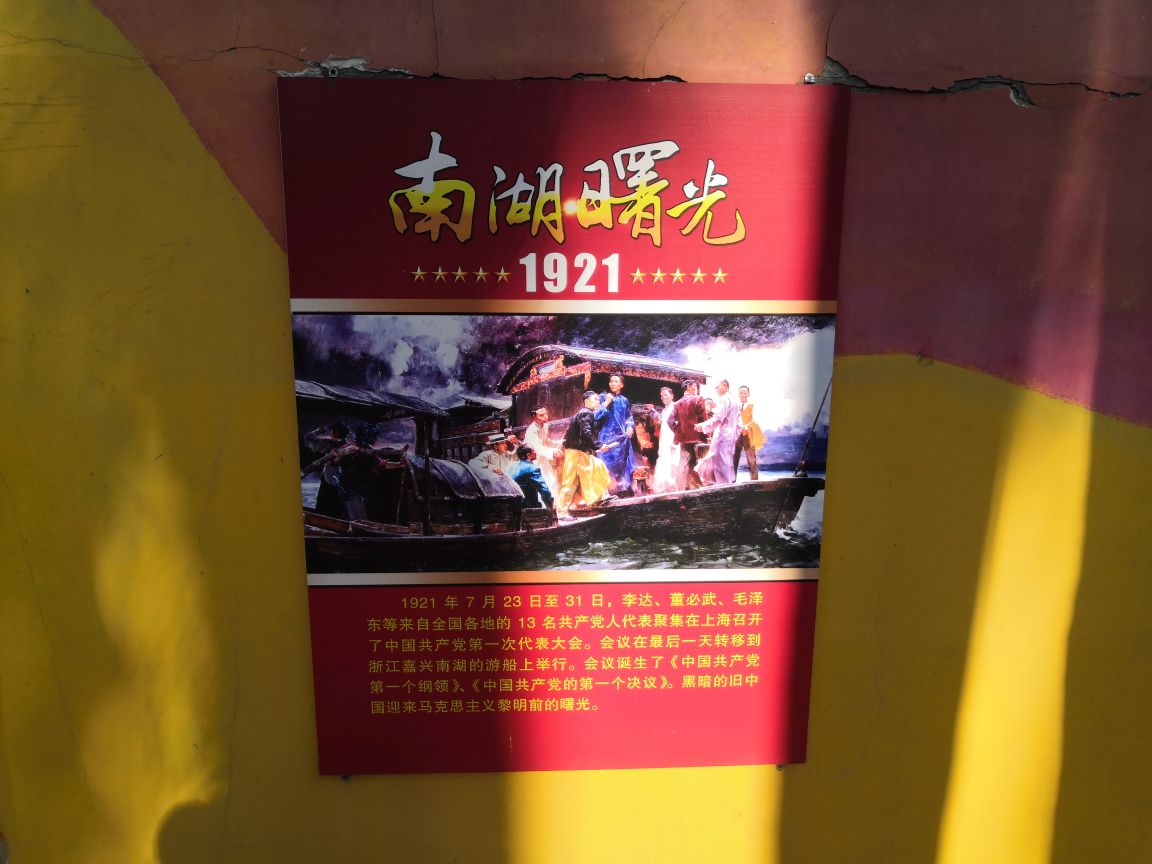 南湖·曙光
★★★★★1921★★★★★
1921 年 7 月 23 日至 31 日，李达、董必武、毛泽
东等来自全国各地的 13 名共产党人代表聚集在上海召开
了中国共产党第一次代表大会。会议在最后一天转移到
浙江嘉兴南湖的游船上举行。会议诞生了《中国共产党
第一个纲领》、《中国共产党的第一个决议》。黑暗的旧中
国迎来马克思主义黎明前的曙光。